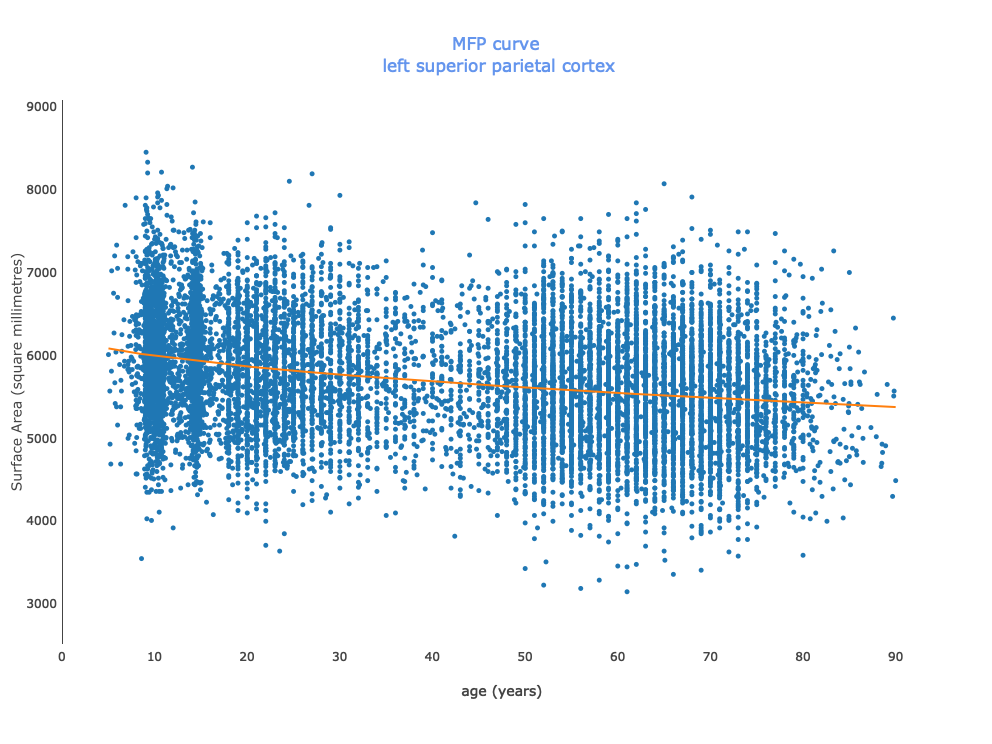 MFP curve
left superior parietal cortex
Surface Area (square millimetres)
9000
8000
7000
6000
5000
4000
3000
0 10 20 30 40 50 60 70 80 90
age (years)